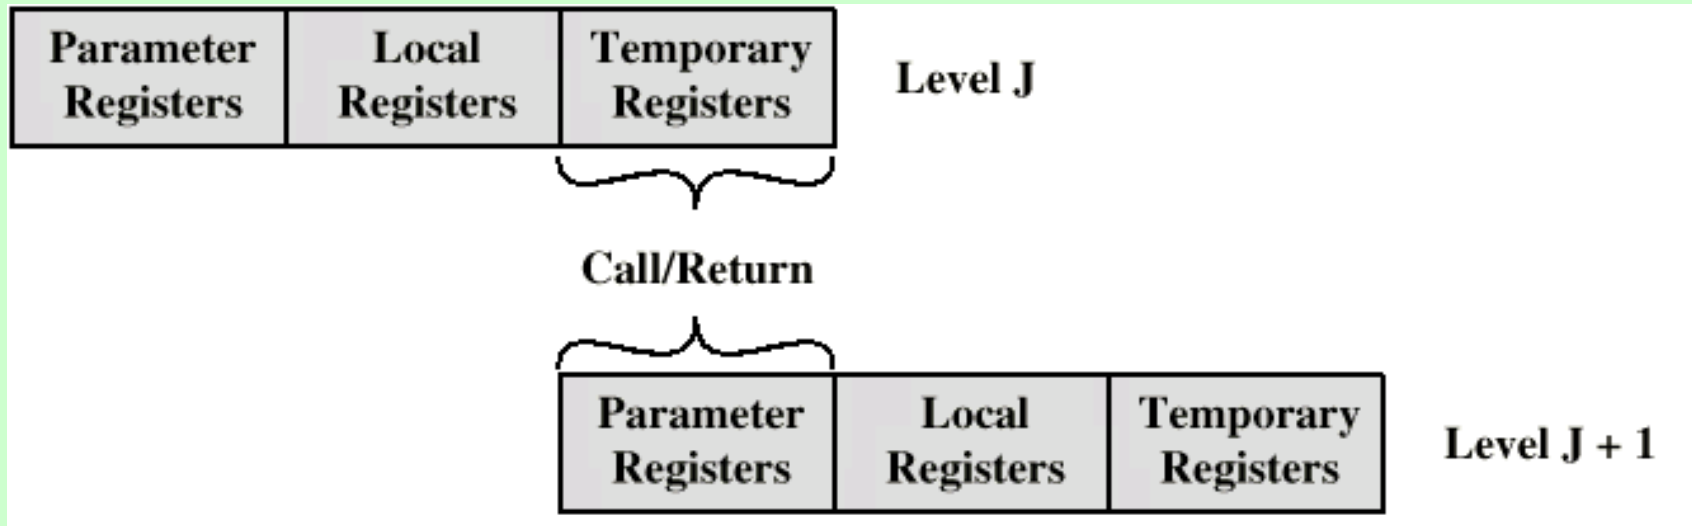 Parameter Registers
Local Registers
Temporary Registers
Level J
Call/Return
Parameter Registers
Local Registers
Temporary Registers
Level J + 1